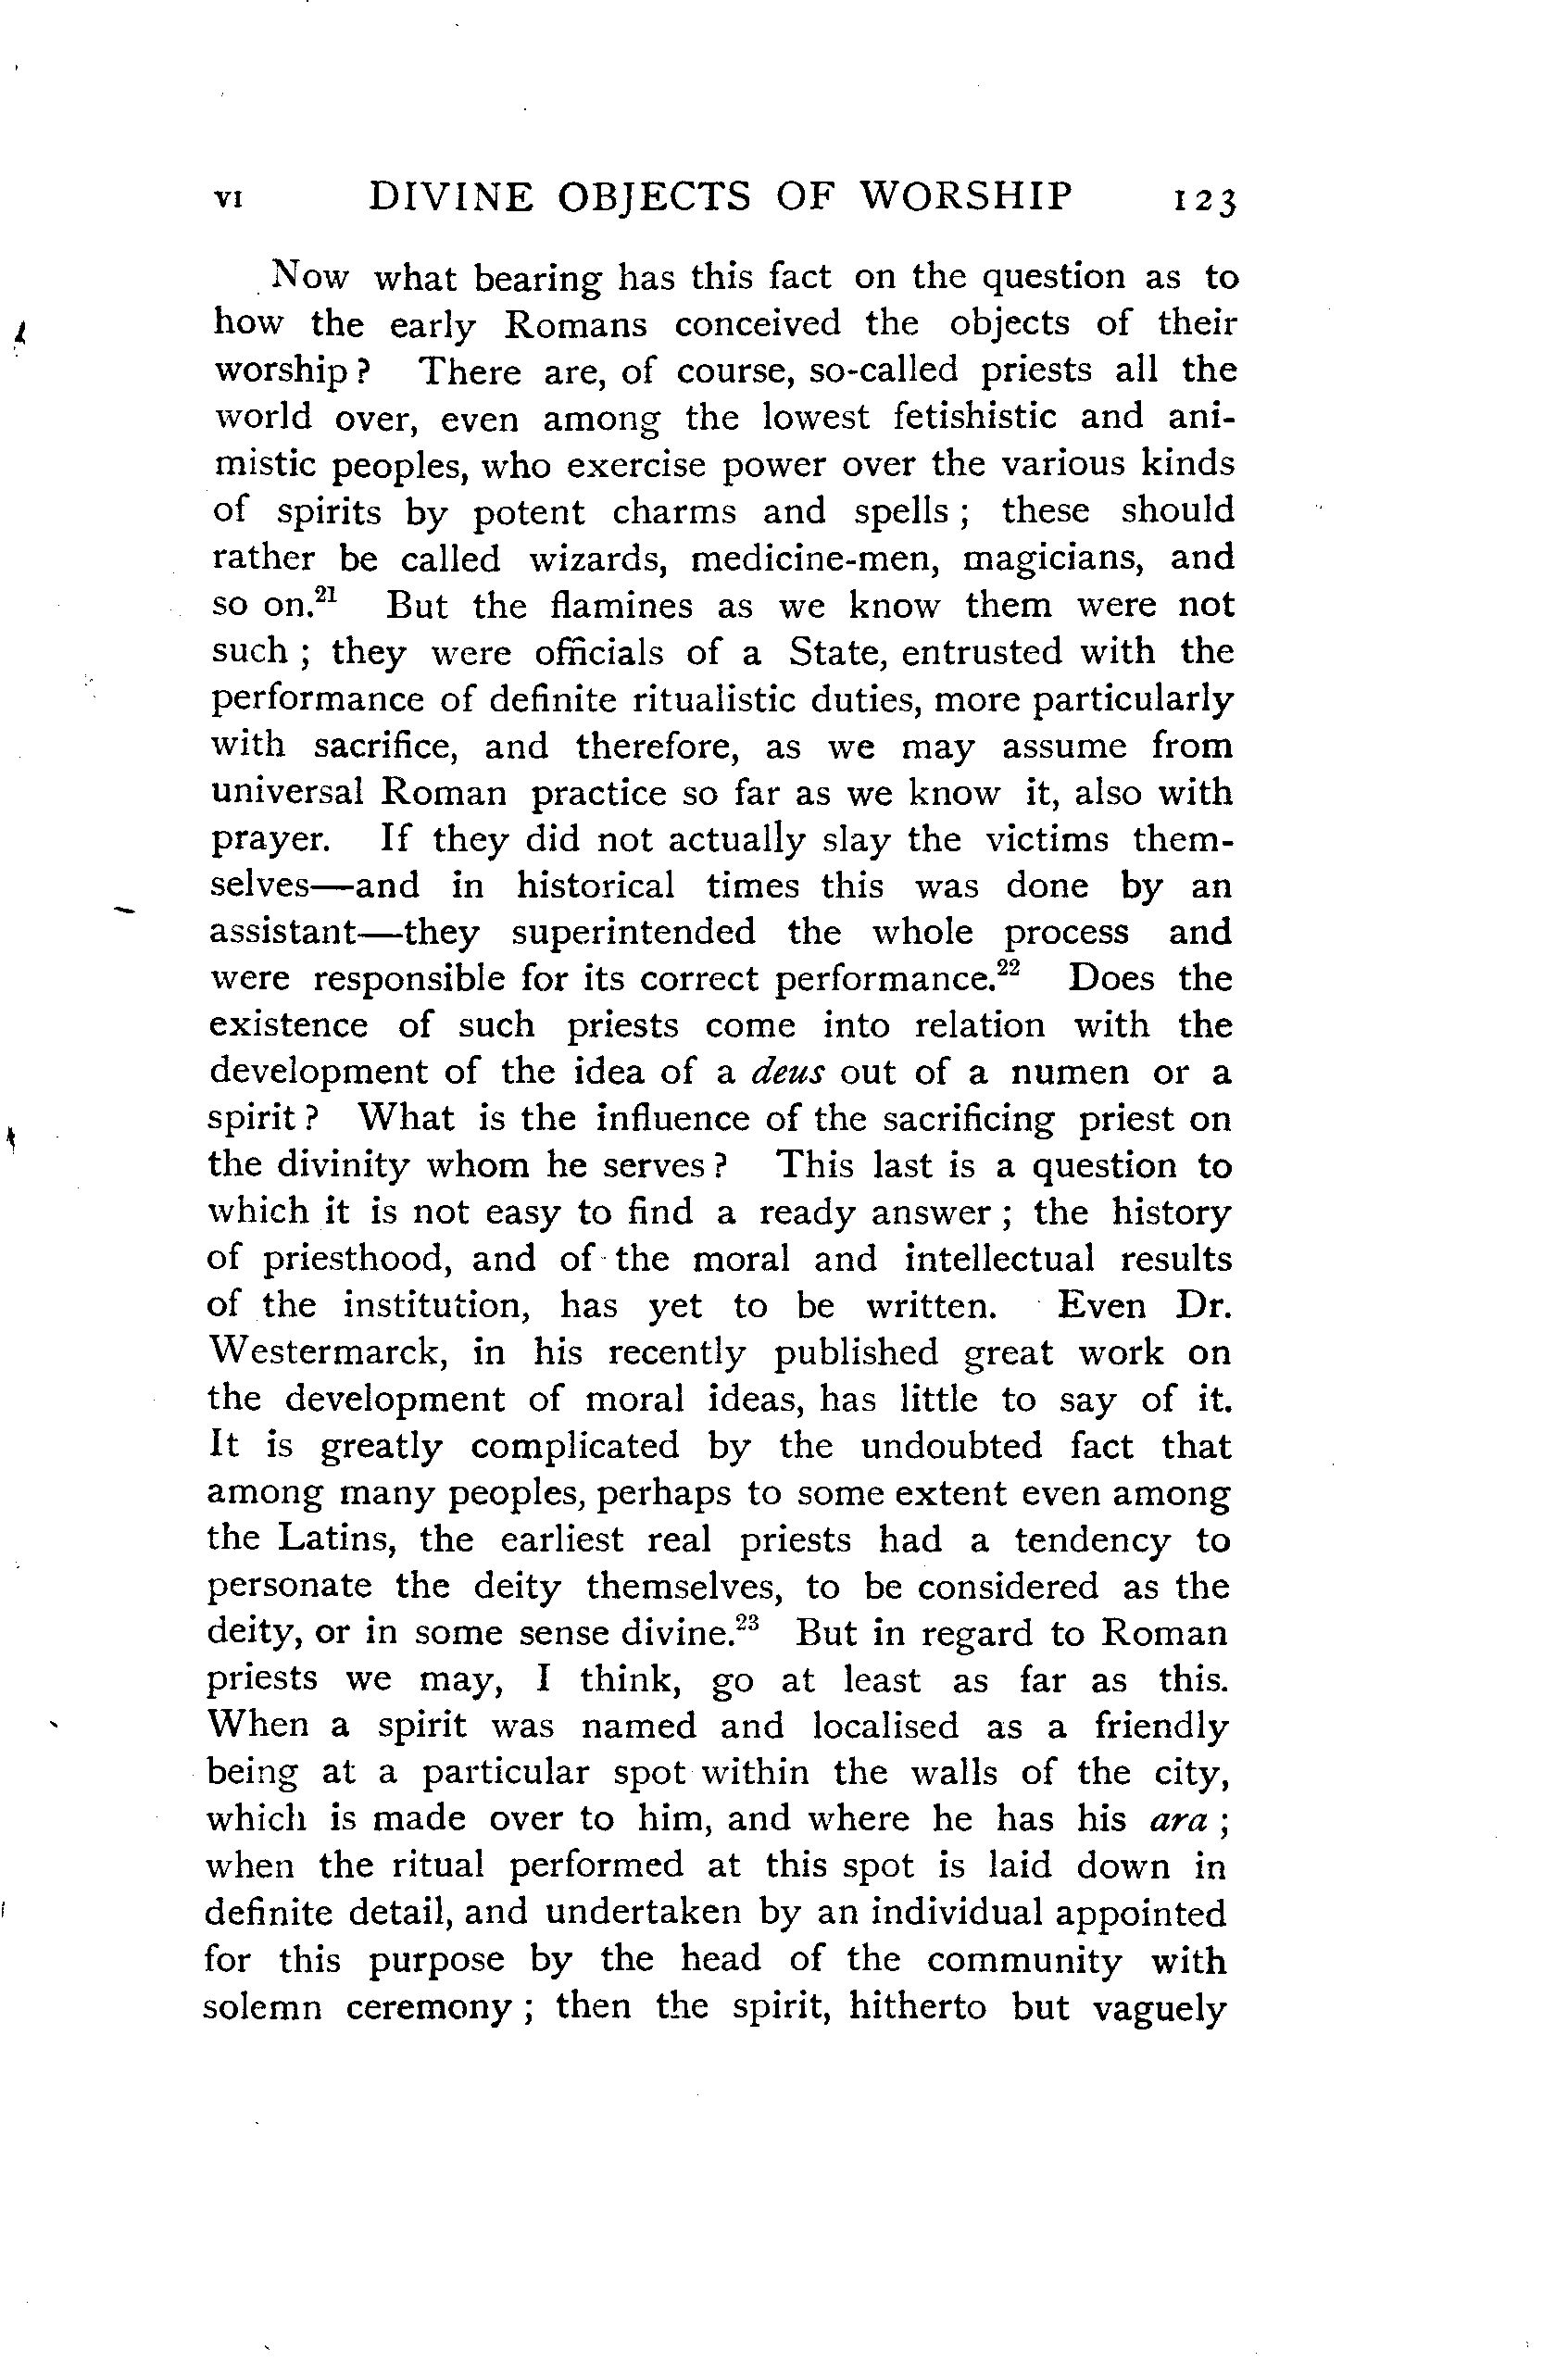 VI DIVINE OBJECTS OF WORSHIP 123
Now what bearing has this fact on the question as to
how the early Romans conceived the objects of their
worship ? There are, of course, so-called priests all the
world over, even among the lowest fetishistic and ani-
mistic peoples, who exercise power over the various kinds
of spirits by potent charms and spells ; these should
rather be called wizards, medicine-men, magicians, and
so on.²¹ But the flamines as we know them were not
such ; they were officials of a State, entrusted with the
performance of definite ritualistic duties, more particularly
with sacrifice, and therefore, as we may assume from
universal Roman practice so far as we know it, also with
prayer. If they did not actually slay the victims them-
selves—and in historical times this was done by an
assistant—they superintended the whole process and
were responsible for its correct performance.²² Does the
existence of such priests come into relation with the
development of the idea of a deus out of a numen or a
spirit ? What is the influence of the sacrificing priest on
the divinity whom he serves ? This last is a question to
which it is not easy to find a ready answer ; the history
of priesthood, and of the moral and intellectual results
of the institution, has yet to be written. Even Dr.
Westermarck, in his recently published great work on
the development of moral ideas, has little to say of it.
It is greatly complicated by the undoubted fact that
among many peoples, perhaps to some extent even among
the Latins, the earliest real priests had a tendency to
personate the deity themselves, to be considered as the
deity, or in some sense divine.²³ But in regard to Roman
priests we may, I think, go at least as far as this.
When a spirit was named and localised as a friendly
being at a particular spot within the walls of the city,
which is made over to him, and where he has his ara ;
when the ritual performed at this spot is laid down in
definite detail, and undertaken by an individual appointed
for this purpose by the head of the community with
solemn ceremony ; then the spirit, hitherto but vaguely